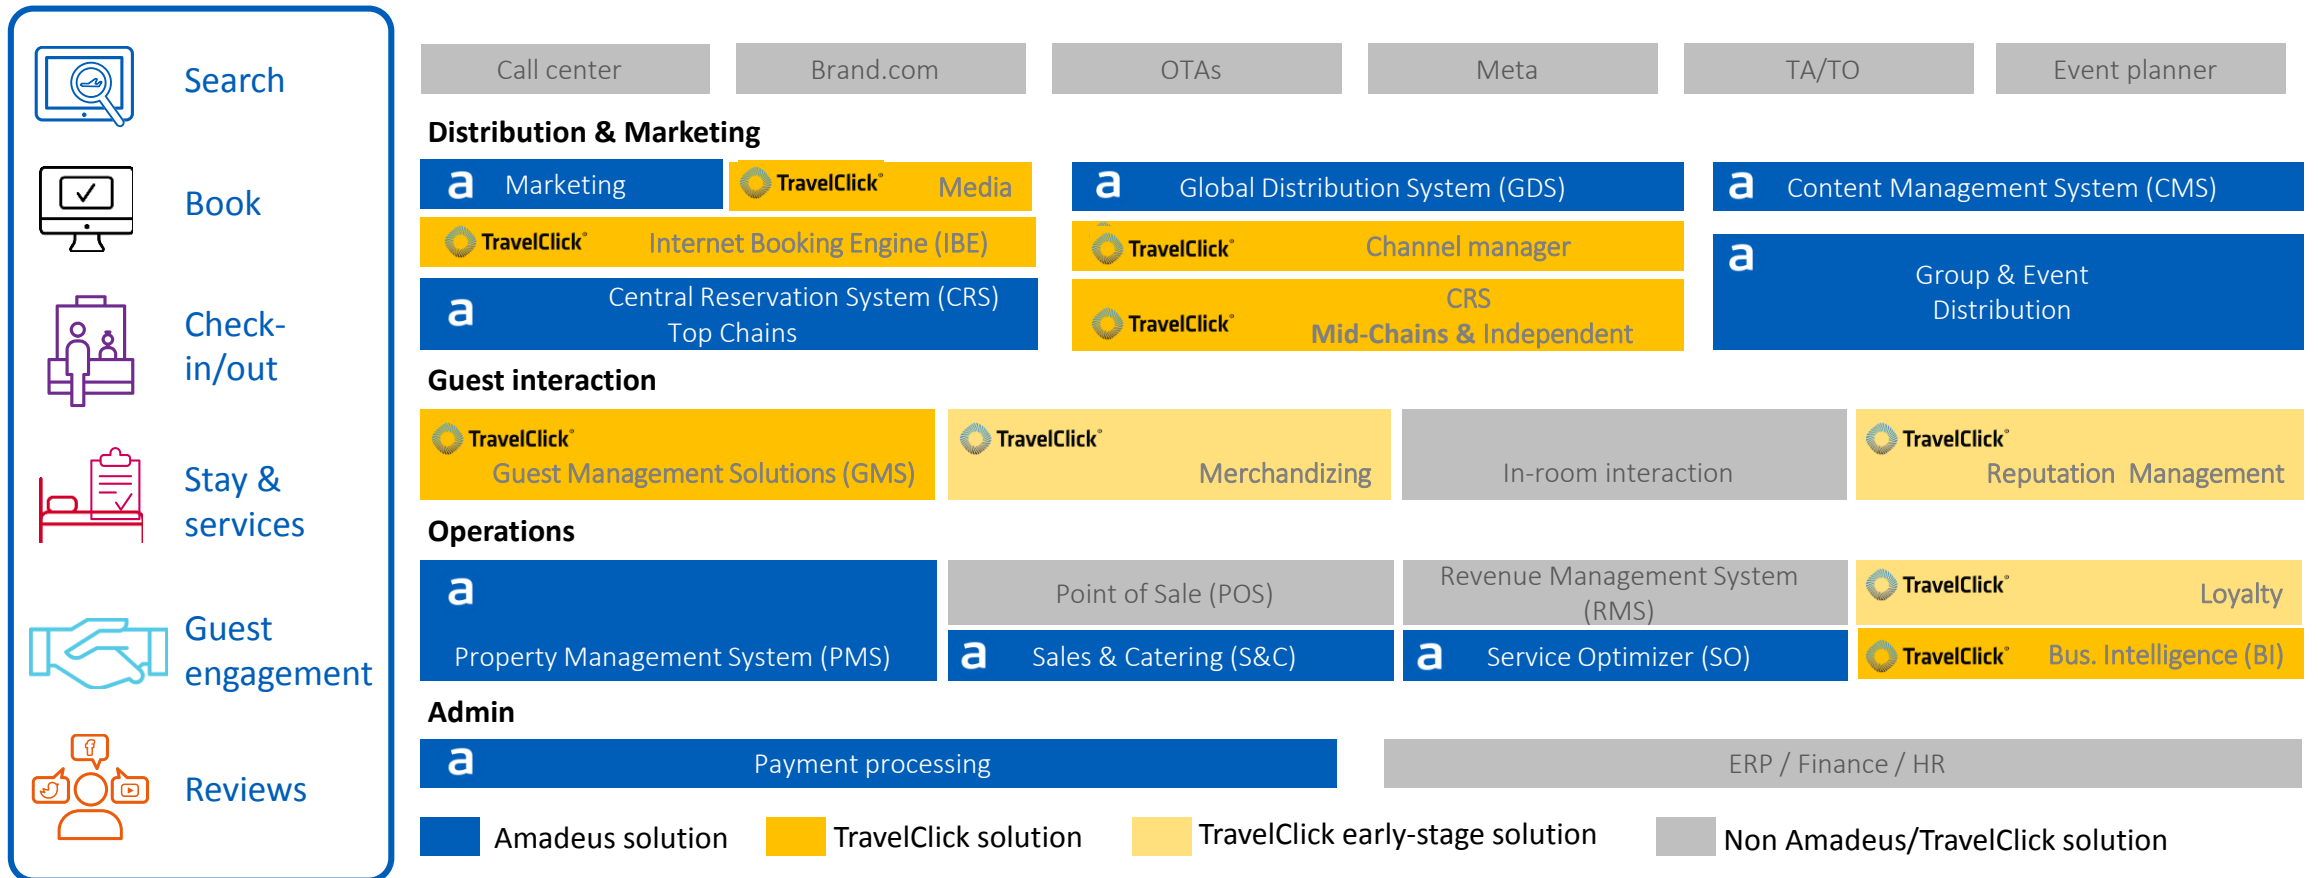 Search
Book
Check-
in/out
Stay &
services
Guest
engagement
Reviews
Call center
Brand.com
OTAs
Meta
TA/TO
Event planner
Distribution & Marketing
a Marketing
TravelClick® Media
a Global Distribution System (GDS)
a Content Management System (CMS)
TravelClick® Internet Booking Engine (IBE)
TravelClick® Channel manager
a Group & Event
Distribution
a Central Reservation System (CRS)
Top Chains
TravelClick® CRS
Mid-Chains & Independent
Guest interaction
TravelClick®
Guest Management Solutions (GMS)
TravelClick®
Merchandizing
In-room interaction
TravelClick®
Reputation Management
Operations
a
Property Management System (PMS)
Point of Sale (POS)
Revenue Management System
(RMS)
TravelClick® Loyalty
a Sales & Catering (S&C)
a Service Optimizer (SO)
TravelClick® Bus. Intelligence (BI)
Admin
a Payment processing
ERP / Finance / HR
Amadeus solution
TravelClick solution
TravelClick early-stage solution
Non Amadeus/TravelClick solution